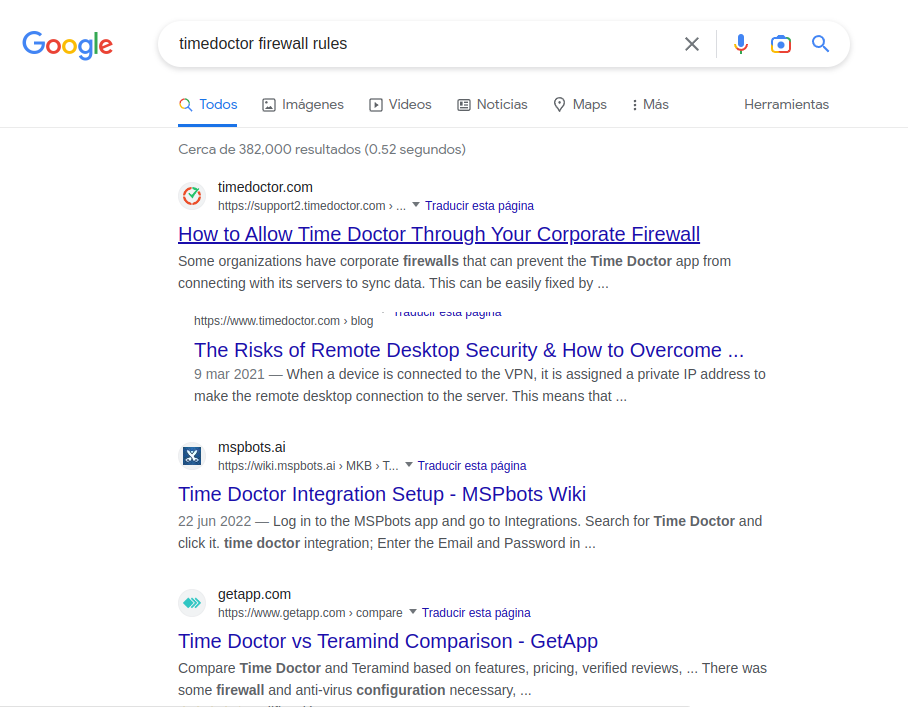 Google
timedoctor firewall rules
Todos
Imágenes
Videos
Noticias
Maps
Más
Herramientas
Cerca de 382,000 resultados (0.52 segundos)
timedoctor.com
https://support2.timedoctor.com › ... Traducir esta página
How to Allow Time Doctor Through Your Corporate Firewall
Some organizations have corporate firewalls that can prevent the Time Doctor app from
connecting with its servers to sync data. This can be easily fixed by ...
https://www.timedoctor.com › blog Traducir esta página
The Risks of Remote Desktop Security & How to Overcome ...
9 mar 2021 — When a device is connected to the VPN, it is assigned a private IP address to
make the remote desktop connection to the server. This means that ...
mspbots.ai
https://wiki.mspbots.ai › MKB › T... Traducir esta página
Time Doctor Integration Setup - MSPbots Wiki
22 jun 2022 — Log in to the MSPbots app and go to Integrations. Search for Time Doctor and
click it. time doctor integration; Enter the Email and Password in ...
getapp.com
https://www.getapp.com › compare Traducir esta página
Time Doctor vs Teramind Comparison - GetApp
Compare Time Doctor and Teramind based on features, pricing, verified reviews, ... There was
some firewall and anti-virus configuration necessary, ...